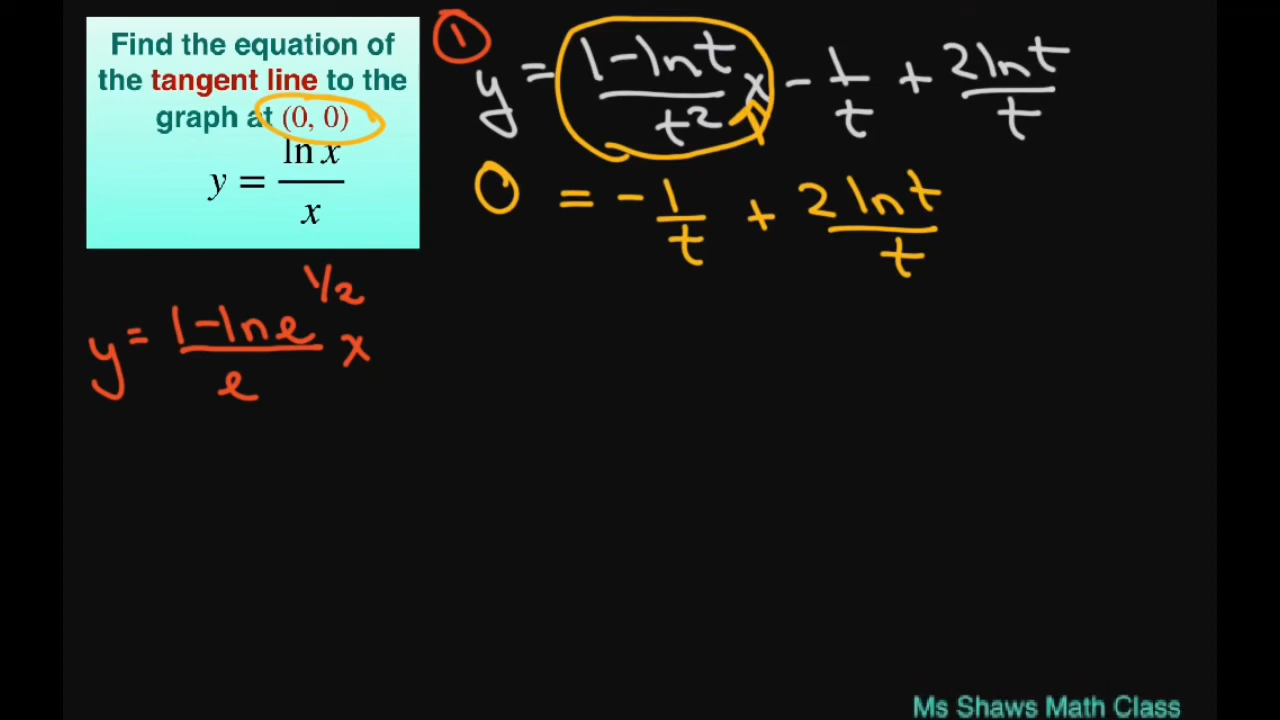 Find the equation of
the tangent line to the
graph at (0, 0)
y = ln x / x
① y = (1 - ln t)/t² x - 1/t + 2 ln t/t
0 = - 1/t + 2 ln t/t
y = (1 - ln e^1/2)/e x
Ms Shaws Math Class